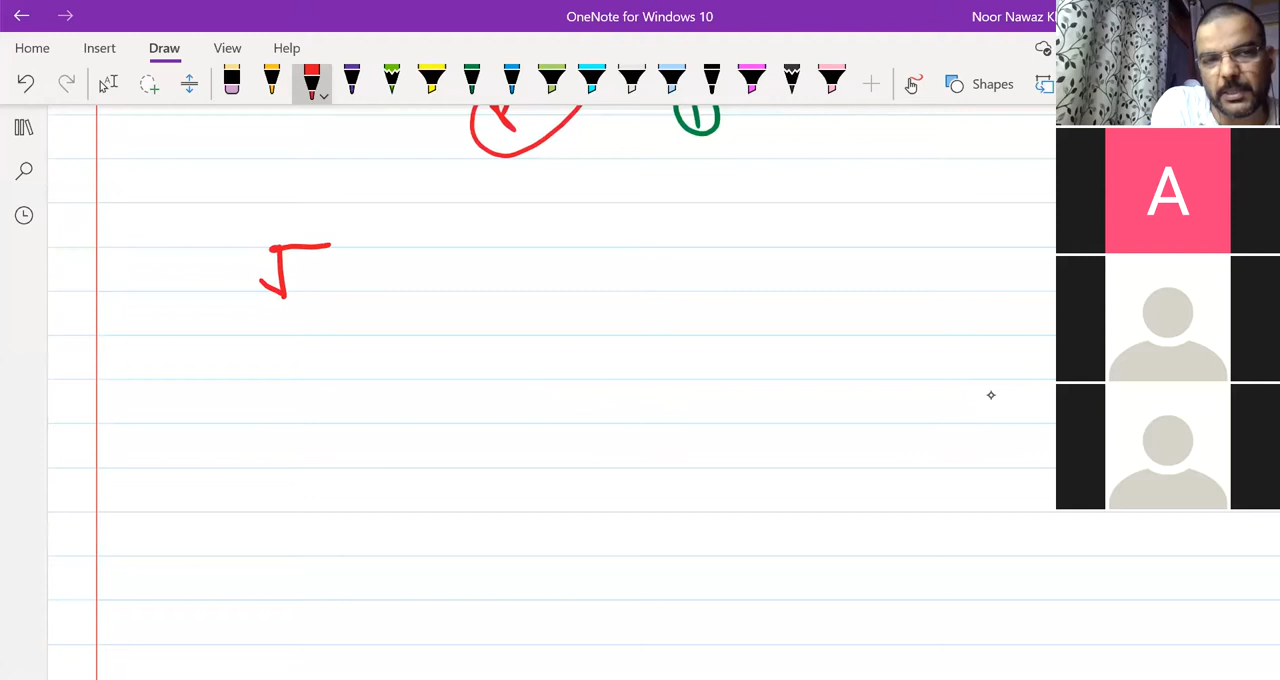 OneNote for Windows 10
Noor Nawaz K
Home Insert Draw View Help
Shapes
A
√